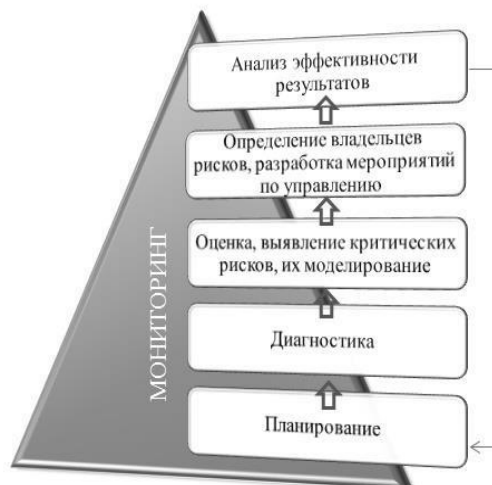 Анализ эффективности
результатов
Определение владельцев
рисков, разработка мероприятий
по управлению
Оценка, выявление критических
рисков, их моделирование
Диагностика
Планирование
МОНИТОРИНГ